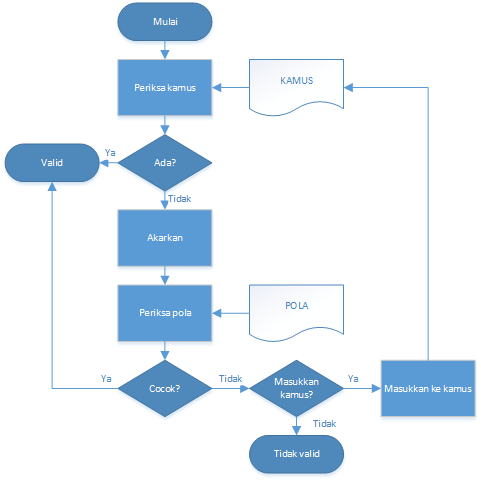 Mulai
Periksa kamus
KAMUS
Valid
Ya
Ada?
Tidak
Akarkan
Periksa pola
POLA
Ya
Cocok?
Tidak
Masukkan
kamus?
Ya
Masukkan ke kamus
Tidak
Tidak valid